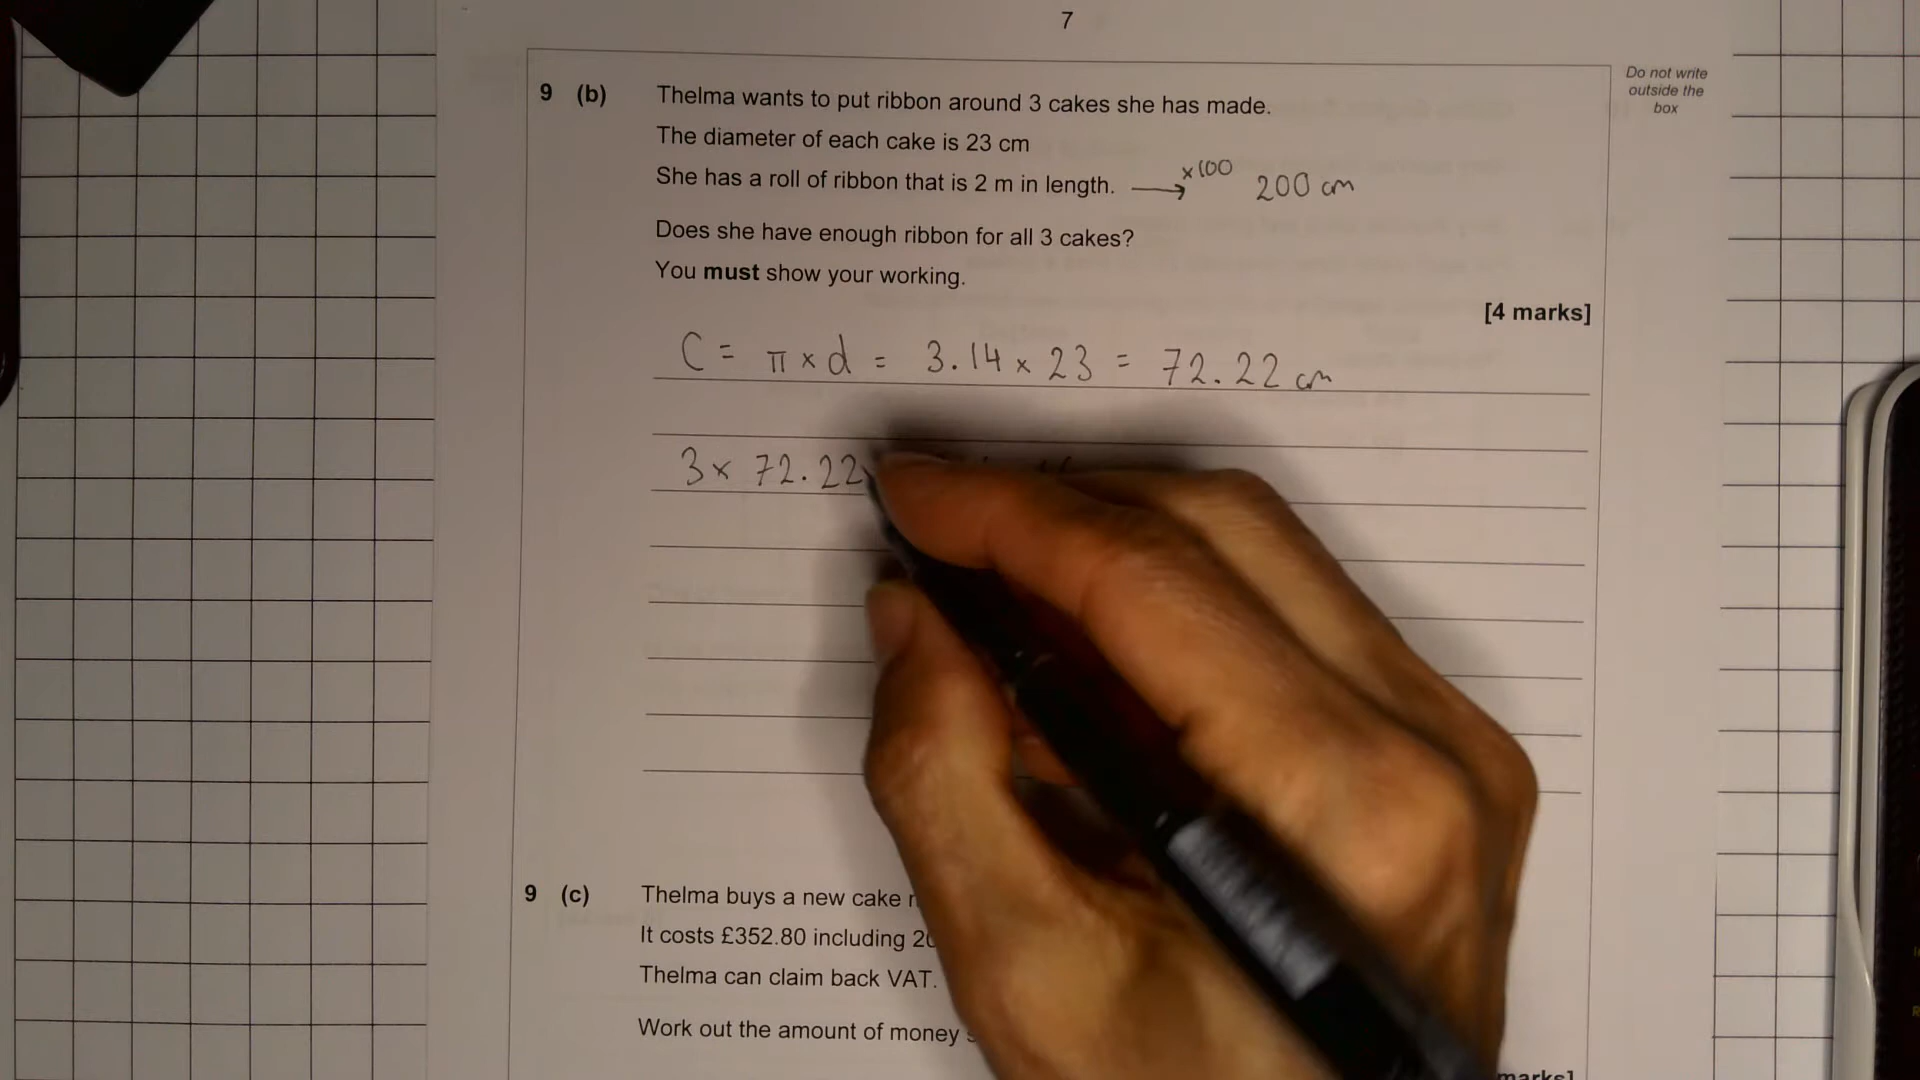 7
Do not write
outside the
box
9 (b) Thelma wants to put ribbon around 3 cakes she has made.
The diameter of each cake is 23 cm
She has a roll of ribbon that is 2 m in length. → ×100 200 cm
Does she have enough ribbon for all 3 cakes?
You must show your working.
[4 marks]
C = π × d = 3.14 × 23 = 72.22 cm
3 × 72.22
9 (c) Thelma buys a new cake
It costs £352.80 including
Thelma can claim back VAT.
Work out the amount of money
marks]